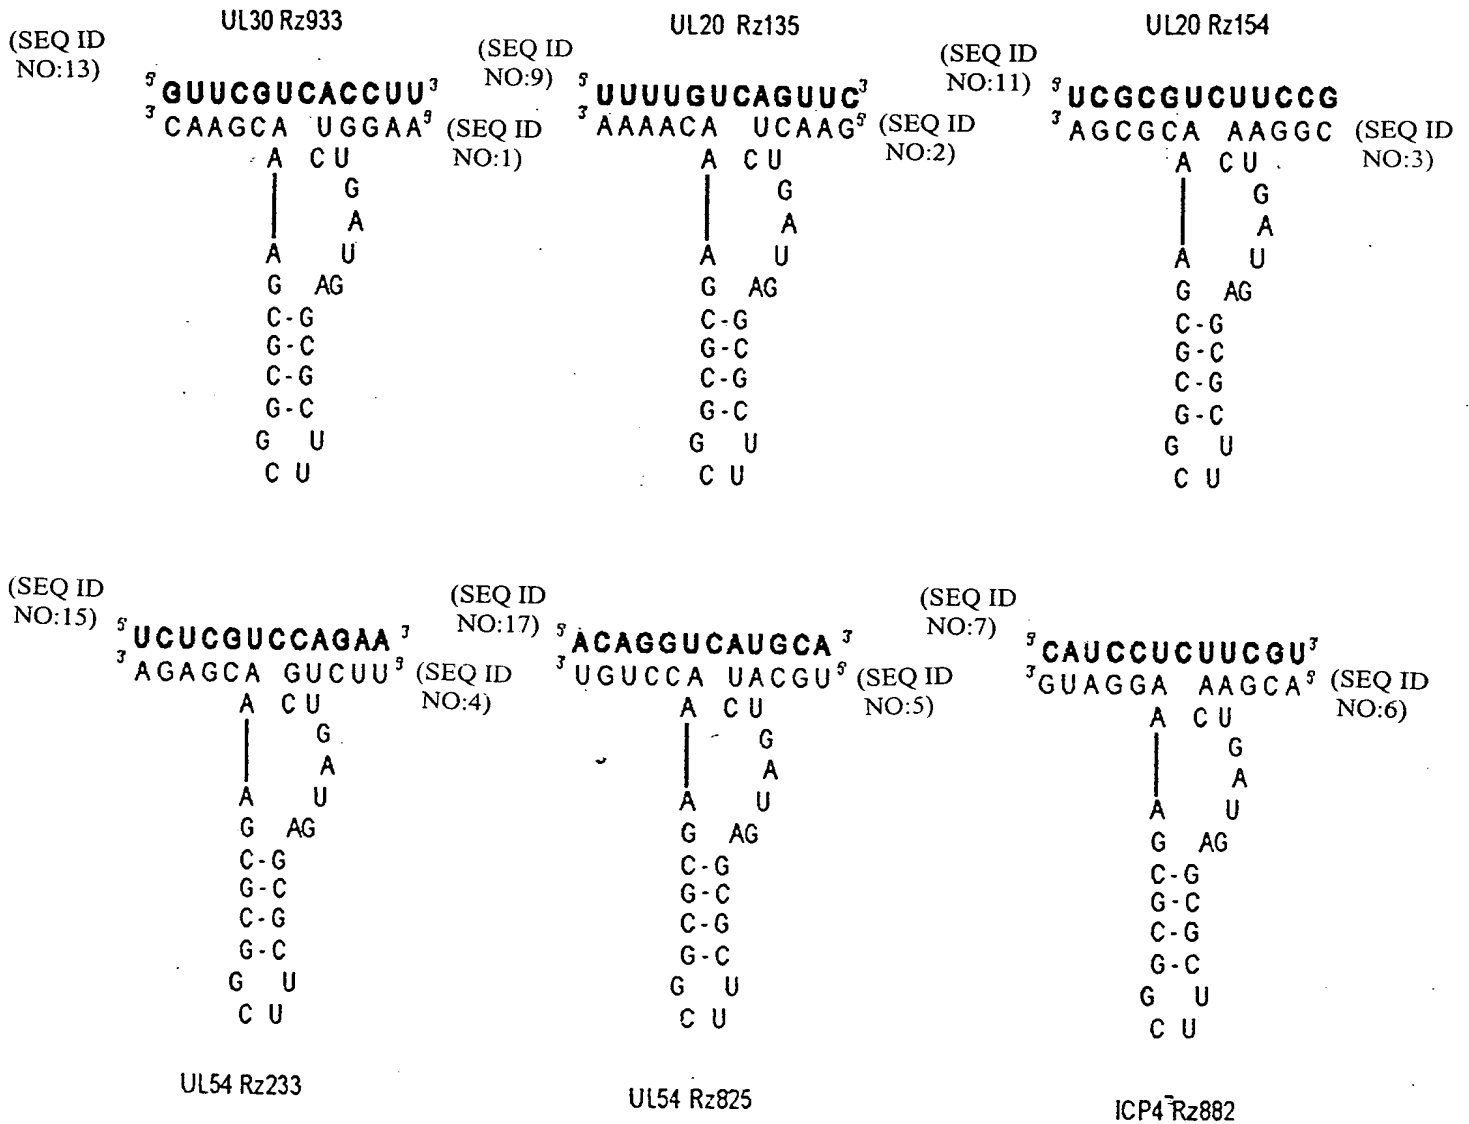 UL30 Rz933
(SEQ ID
NO:13)
5' GUUCGUCACCUU 3'
3' CAAGCA UGGAA 5'
(SEQ ID
NO:1)
A CU
G
A
A U
G AG
C-G
G-C
C-G
G-C
G U
C U
UL20 Rz135
(SEQ ID
NO:9)
5' UUUUGUCAGUUC 3'
3' AAAACA UCAAG 5'
(SEQ ID
NO:2)
A CU
G
A
A U
G AG
C-G
G-C
C-G
G-C
G U
C U
UL20 Rz154
(SEQ ID
NO:11)
5' UCGCGUCUUCCG
3' AGCGCA AAGGC
(SEQ ID
NO:3)
A CU
G
A
A U
G AG
C-G
G-C
C-G
G-C
G U
C U
(SEQ ID
NO:15)
5' UCUCGUCCAGAA 3'
3' AGAGCA GUCUU 5'
(SEQ ID
NO:4)
A CU
G
A
A U
G AG
C-G
G-C
C-G
G-C
G U
C U
UL54 Rz233
(SEQ ID
NO:17)
5' ACAGGUCAUGCA 3'
3' UGUCCA UACGU 5'
(SEQ ID
NO:5)
A CU
G
A
A U
G AG
C-G
G-C
C-G
G-C
G U
C U
UL54 Rz825
(SEQ ID
NO:7)
5' CAUCCUCUUCGU 3'
3' GUAGGA AAGCA 5'
(SEQ ID
NO:6)
A CU
G
A
A U
G AG
C-G
G-C
C-G
G-C
G U
C U
ICP4 Rz882